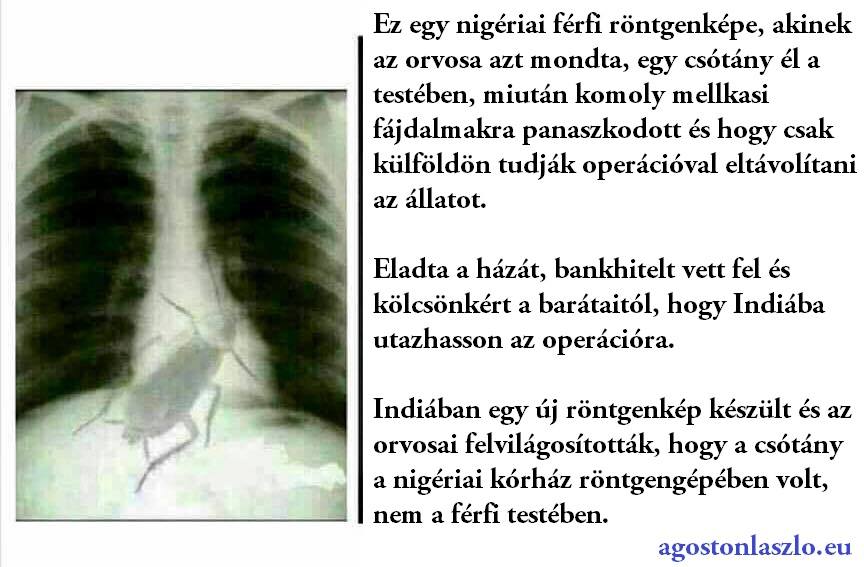 Ez egy nigériai férfi röntgenképe, akinek
az orvosa azt mondta, egy csótány él a
testében, miután komoly mellkasi
fájdalmakra panaszkodott és hogy csak
külföldön tudják operációval eltávolítani
az állatot.
Eladta a házát, bankhitelt vett fel és
kölcsönkért a barátaitól, hogy Indiába
utazhasson az operációra.
Indiában egy új röntgenkép készült és az
orvosai felvilágosították, hogy a csótány
a nigériai kórház röntgengépében volt,
nem a férfi testében.
agostonlaszlo.eu